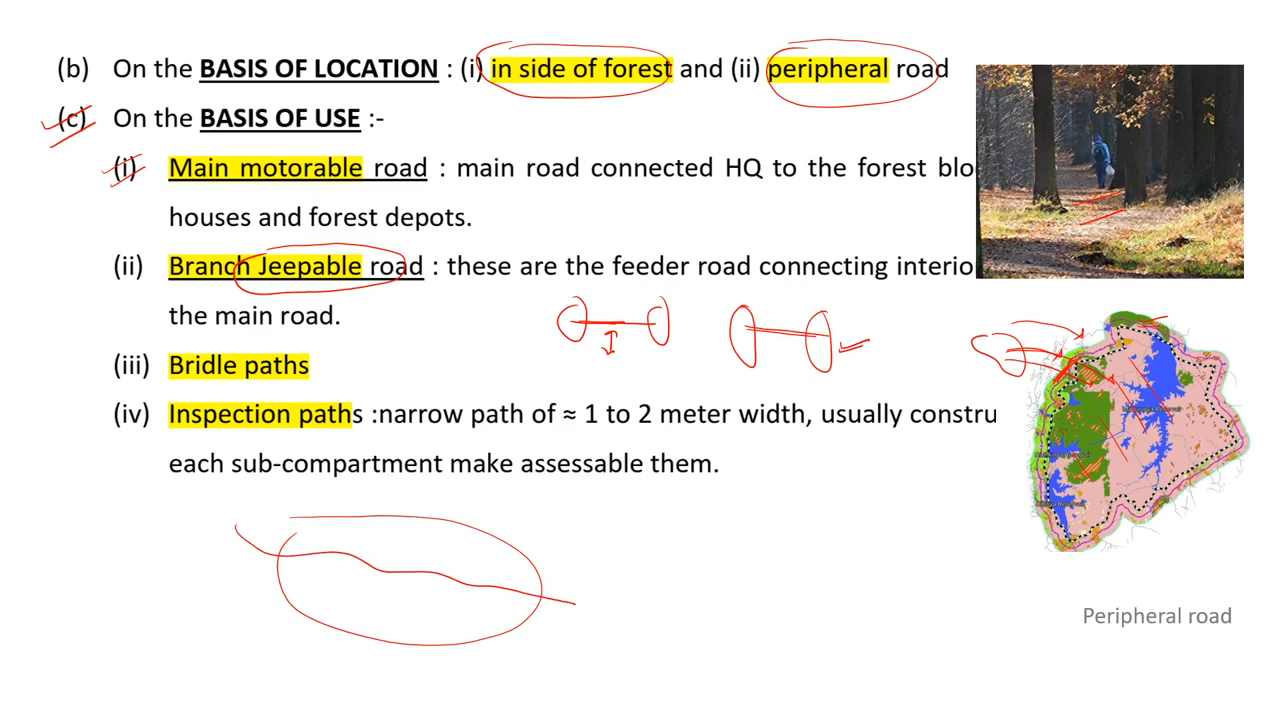 (b) On the BASIS OF LOCATION : (i) in side of forest and (ii) peripheral road
(c) On the BASIS OF USE :-
(i) Main motorable road : main road connected HQ to the forest blo
houses and forest depots.
(ii) Branch Jeepable road : these are the feeder road connecting interio
the main road.
(iii) Bridle paths
(iv) Inspection paths :narrow path of ≈ 1 to 2 meter width, usually constru
each sub-compartment make assessable them.
Peripheral road